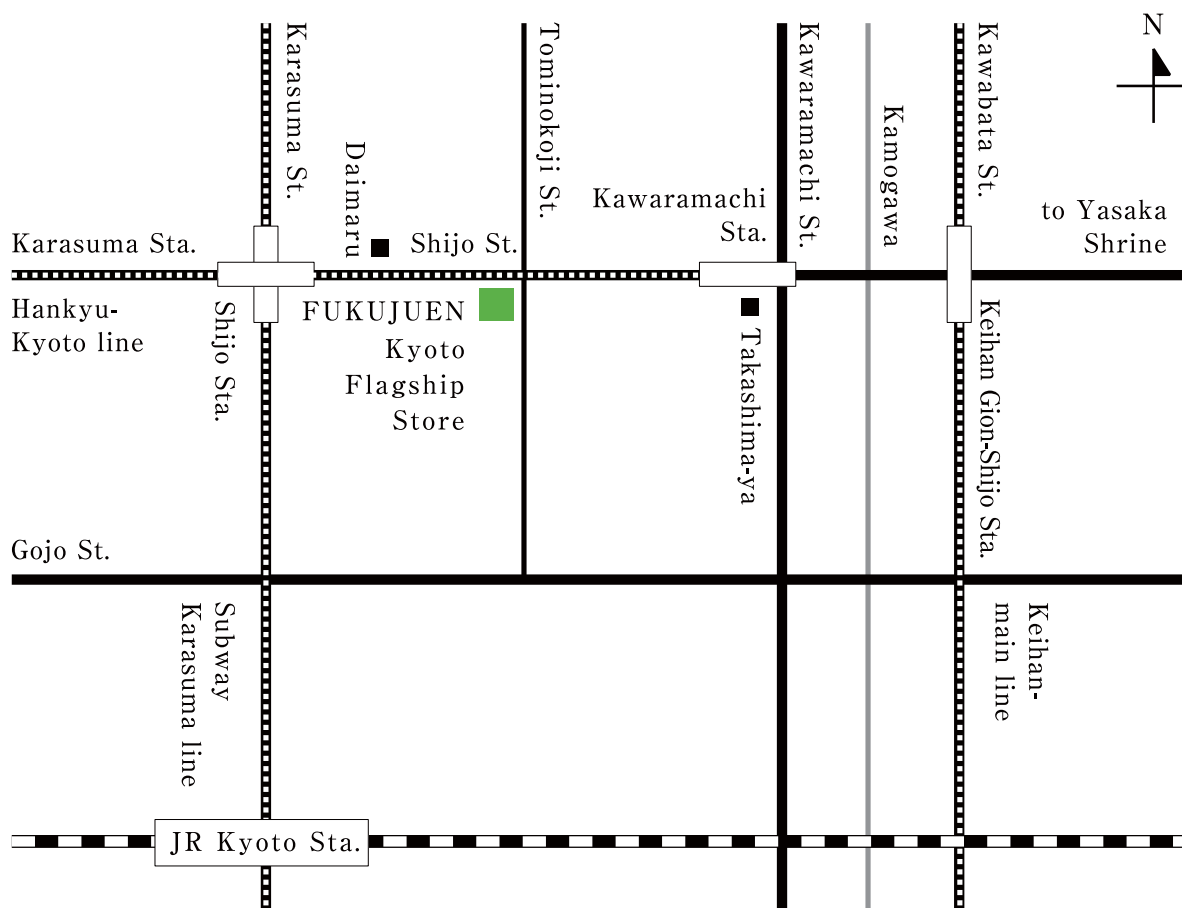 N
Karasuma St.
Tominokoji St.
Kawaramachi St.
Kawabata St.
Kamogawa
Daimaru
Kawaramachi
Sta.
to Yasaka
Shrine
Karasuma Sta.
Shijo St.
Hankyu-
Kyoto line
Shijo Sta.
FUKUJUEN
Kyoto
Flagship
Store
Takashima-ya
Keihan Gion-Shijo Sta.
Gojo St.
Subway
Karasuma line
Keihan-
main line
JR Kyoto Sta.